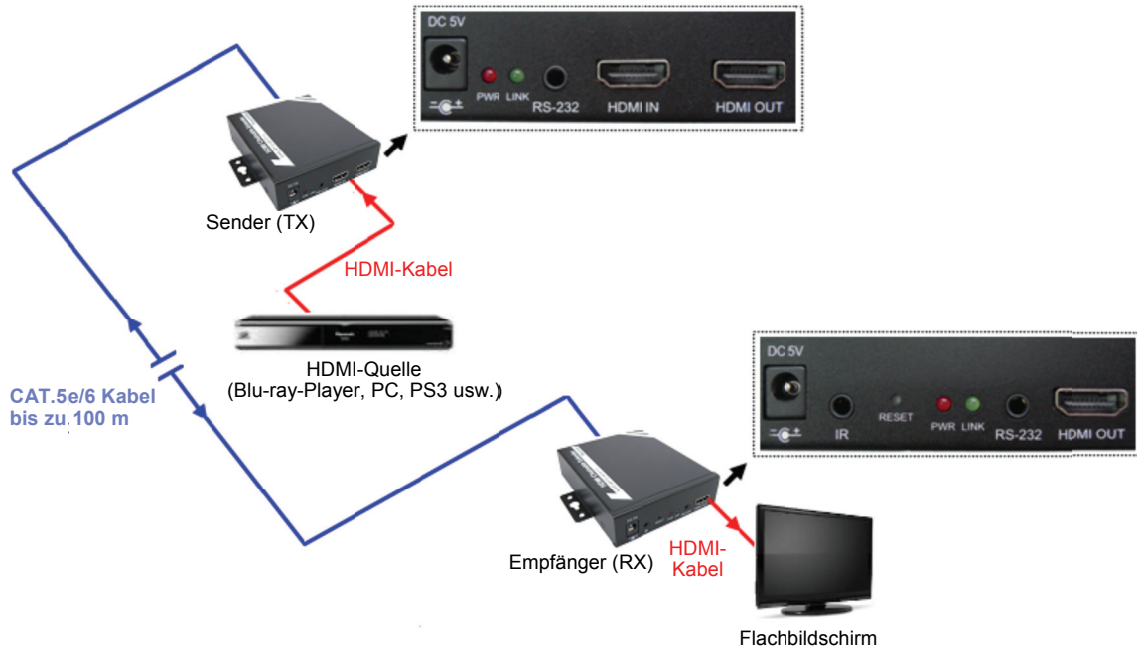 DC 5V
PWR LINK RS-232 HDMI IN HDMI OUT
Sender (TX)
HDMI-Kabel
HDMI-Quelle
(Blu-ray-Player, PC, PS3 usw.)
CAT.5e/6 Kabel
bis zu 100 m
DC 5V
IR RESET PWR LINK RS-232 HDMI OUT
Empfänger (RX)
HDMI-
Kabel
Flachbildschirm